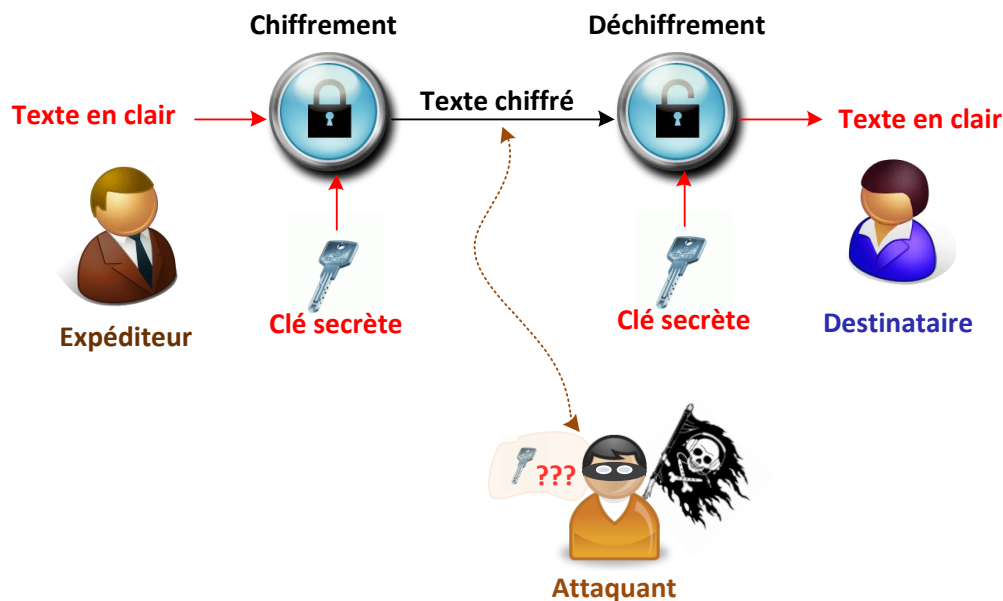 Chiffrement
Déchiffrement
Texte en clair
Texte chiffré
Texte en clair
Clé secrète
Clé secrète
Expéditeur
Destinataire
???
Attaquant